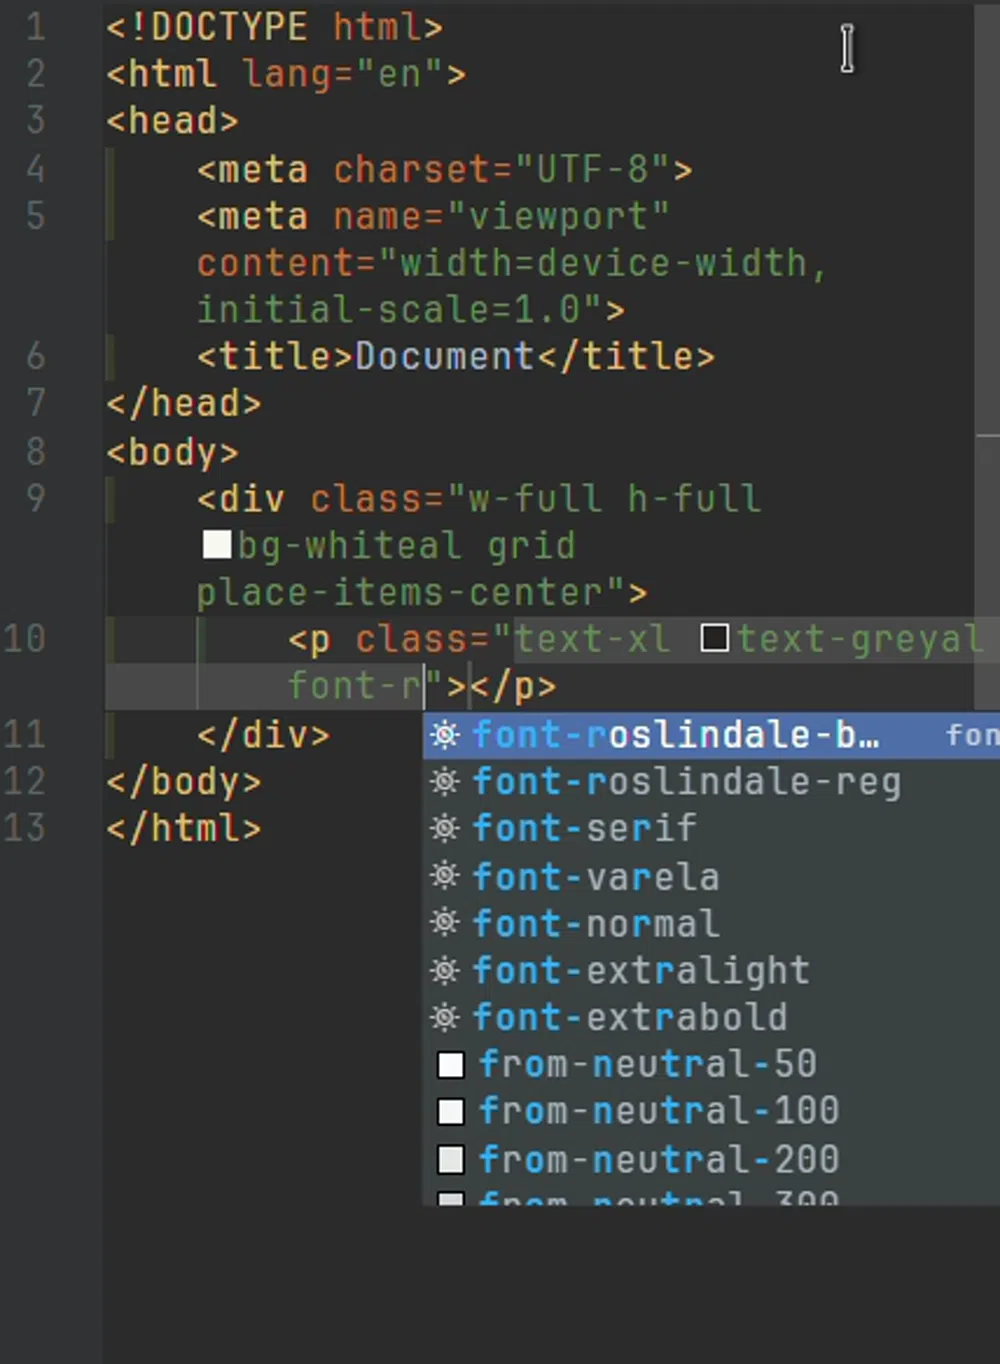 1 <!DOCTYPE html>
2 <html lang="en">
3 <head>
4 <meta charset="UTF-8">
5 <meta name="viewport"
content="width=device-width,
initial-scale=1.0">
6 <title>Document</title>
7 </head>
8 <body>
9 <div class="w-full h-full
bg-whiteal grid
place-items-center">
10 <p class="text-xl text-greyal
font-r"></p>
11 </div>
12 </body>
13 </html>
font-roslindale-b… fon
font-roslindale-reg
font-serif
font-varela
font-normal
font-extralight
font-extrabold
from-neutral-50
from-neutral-100
from-neutral-200
from-neutral-300